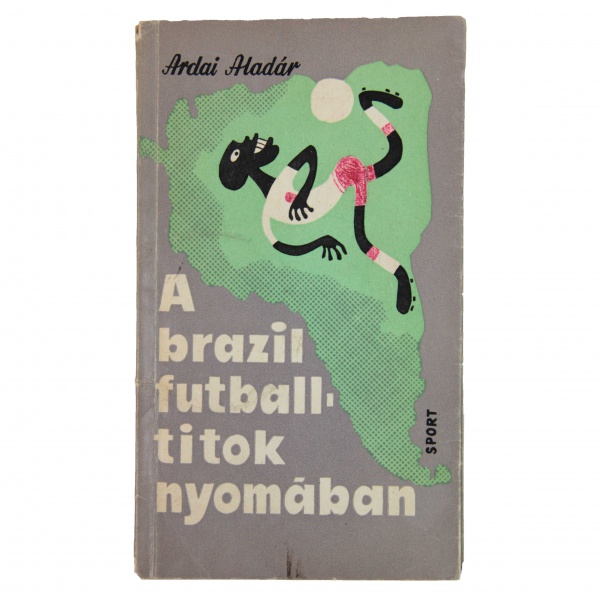 Ardai Aladár
A
brazil
futball-
titok
nyomában
SPORT